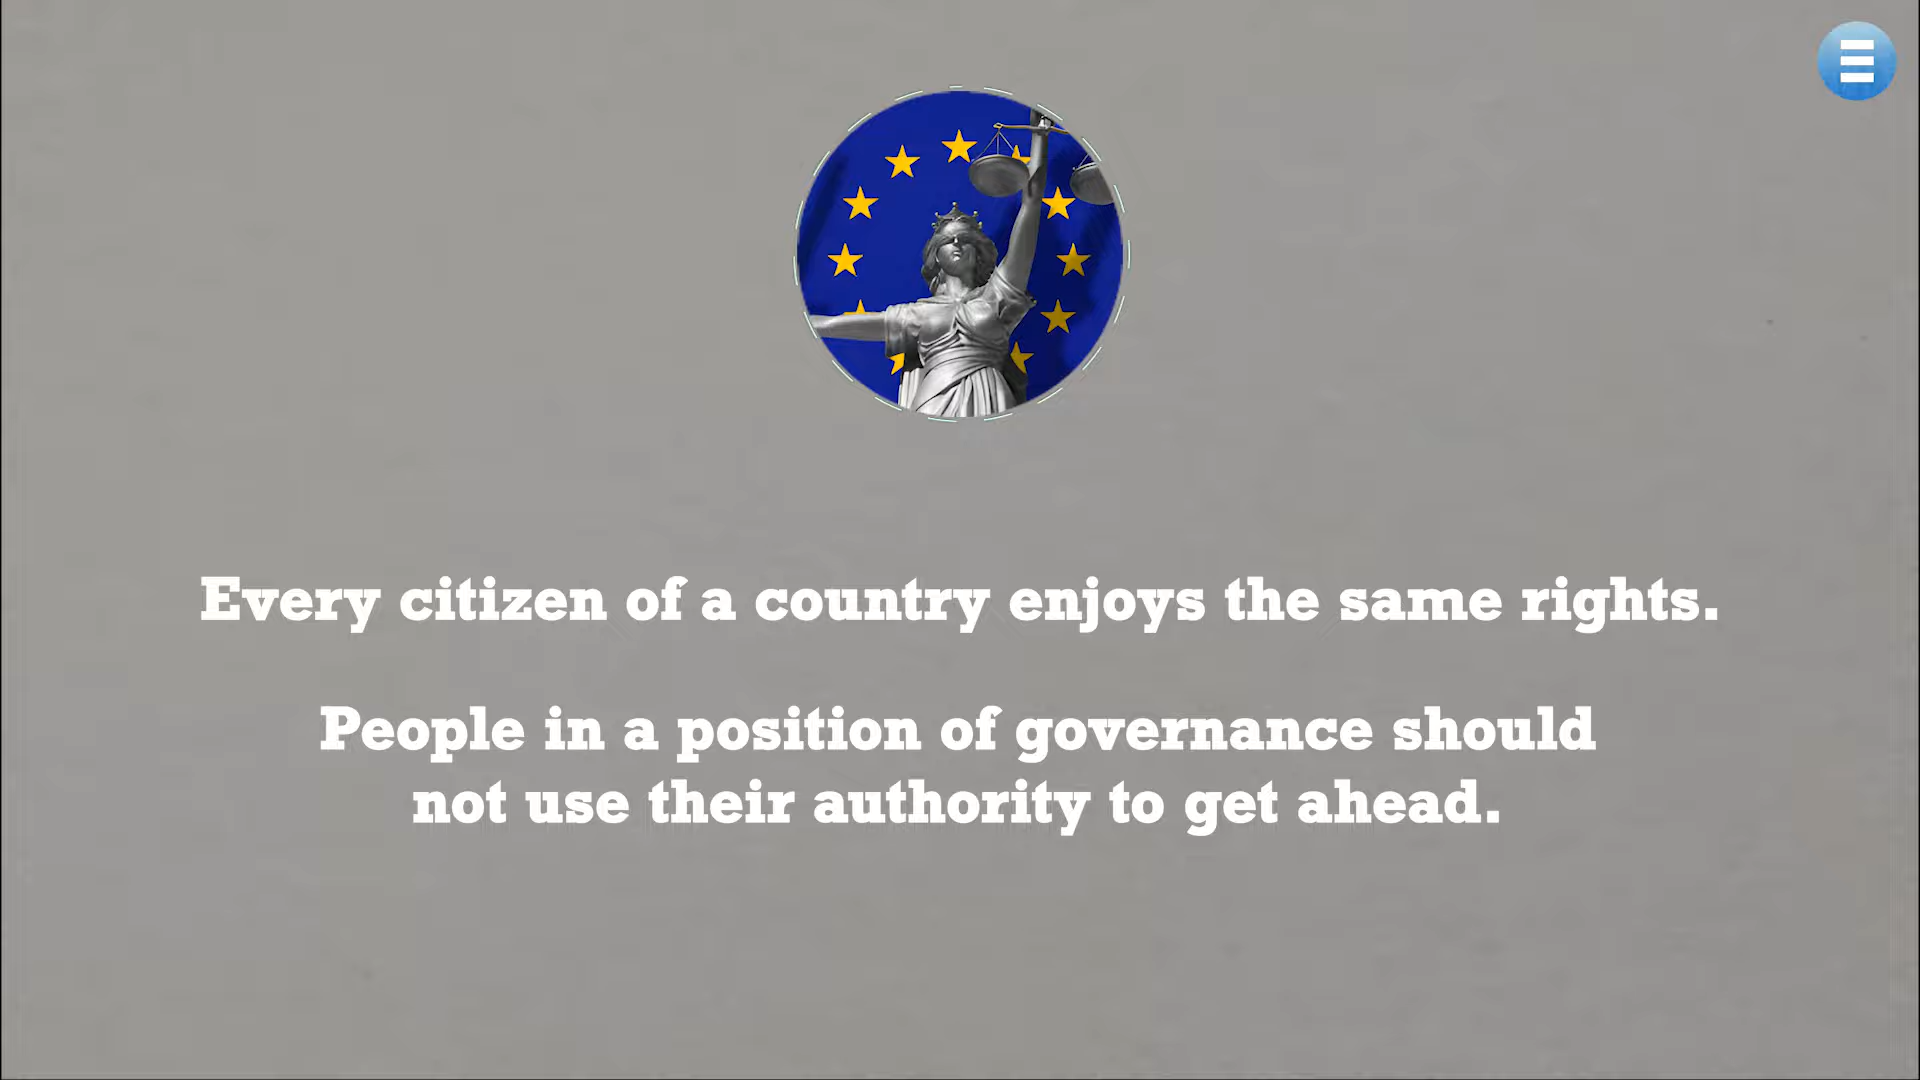 Every citizen of a country enjoys the same rights.
People in a position of governance should
not use their authority to get ahead.